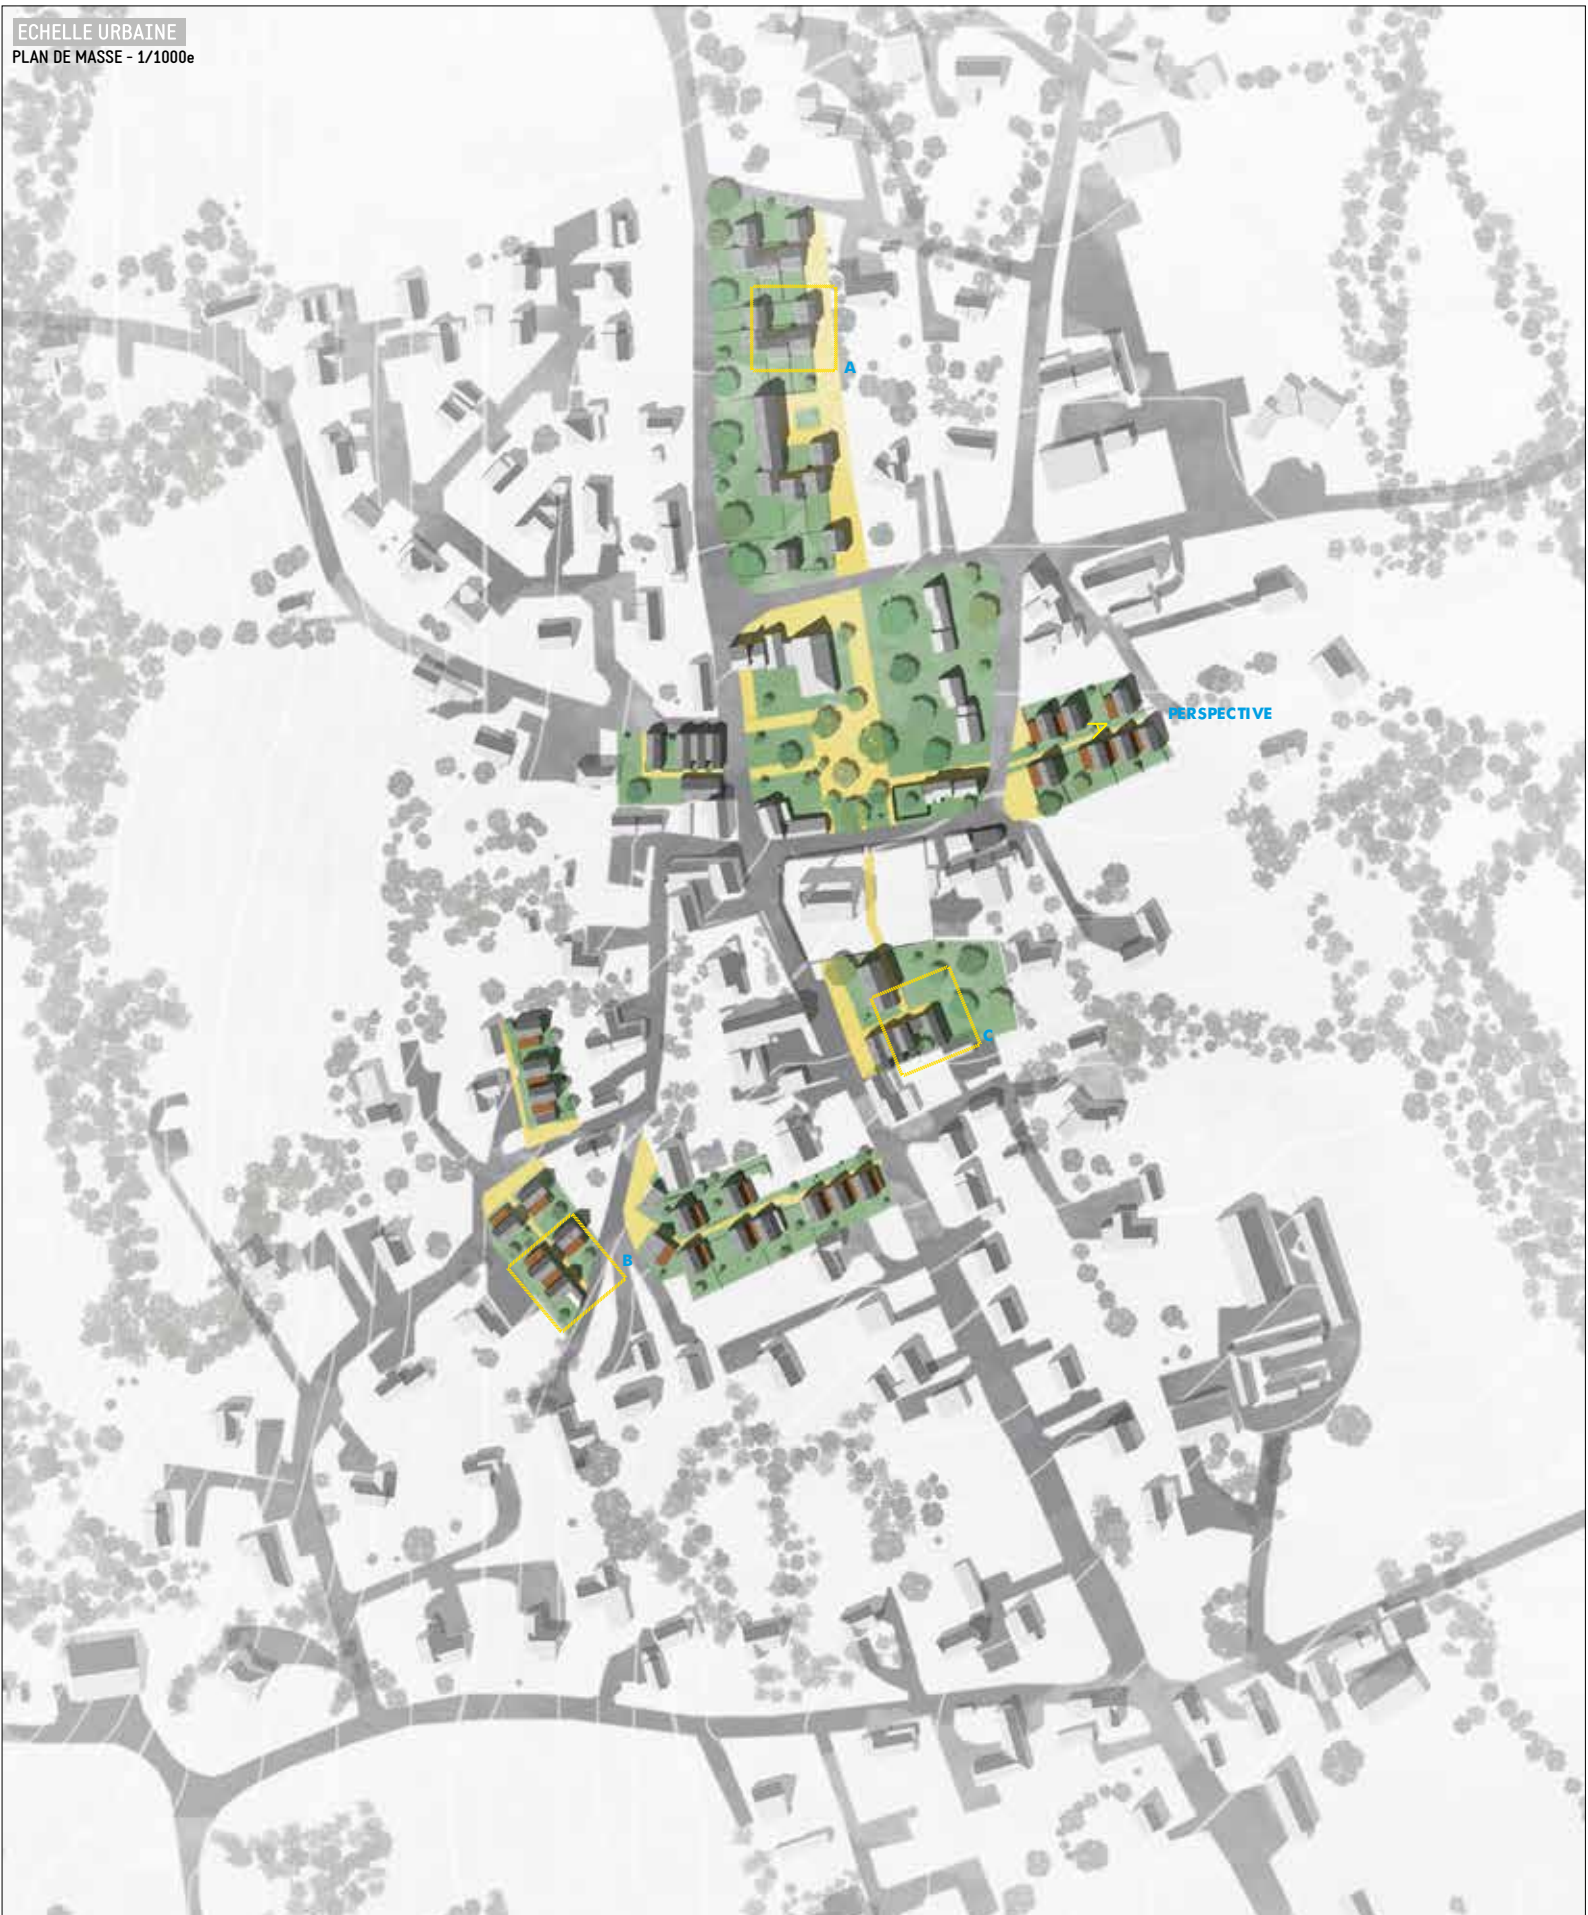 ECHELLE URBAINE
PLAN DE MASSE - 1/1000e
A
PERSPECTIVE
C
B